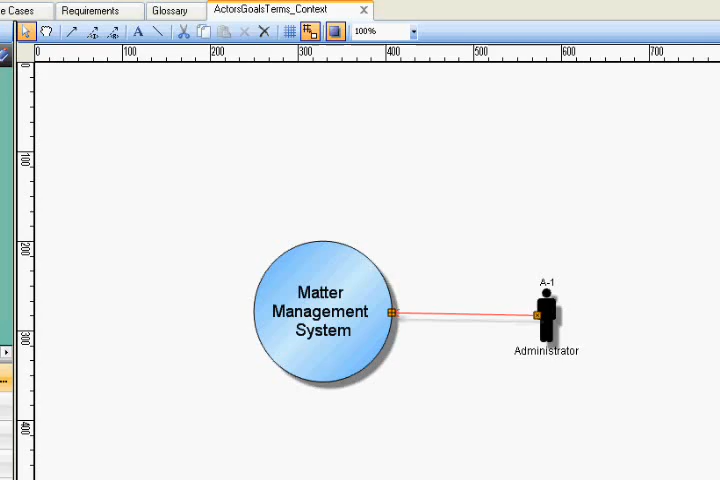 e Cases Requirements Glossary ActorsGoalsTerms_Context
A 100%
0 100 200 300 400 500 600 700
0
100
200
300
400
Matter
Management
System
A-1
Administrator